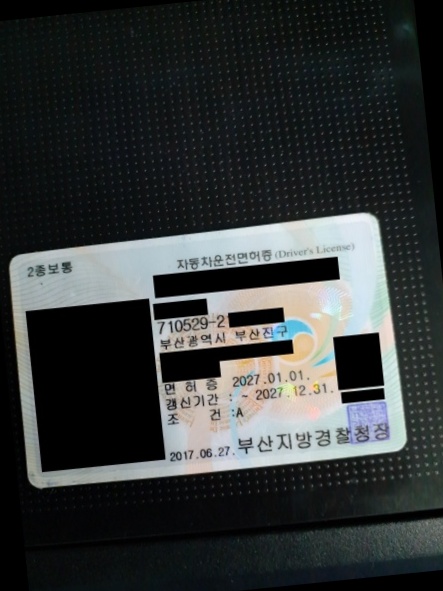 2종보통
자동차운전면허증 (Driver's License)
710529-2
부산광역시 부산진구
면 허 증 2027.01.01.
갱신기간 : ~ 2027.12.31.
조 건 :A
2017.06.27. 부산지방경찰청장